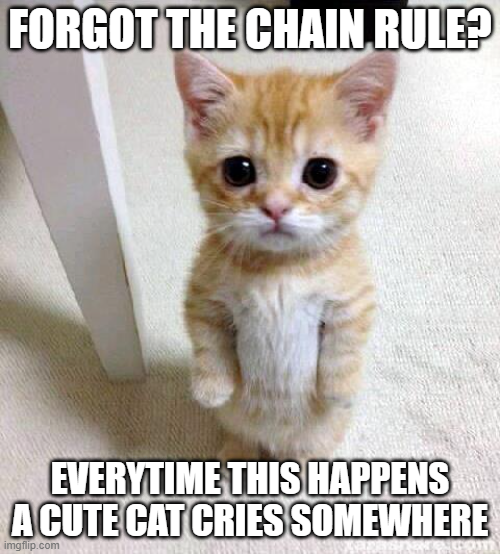 FORGOT THE CHAIN RULE?
EVERYTIME THIS HAPPENS
A CUTE CAT CRIES SOMEWHERE
imgflip.com